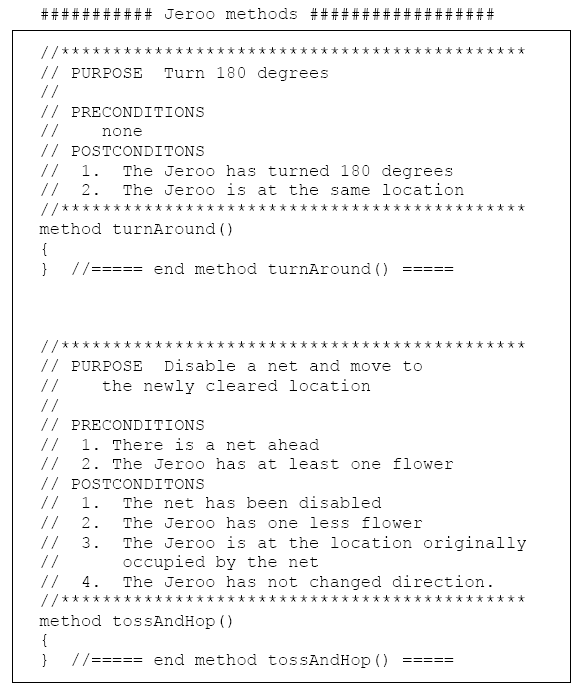 ########### Jeroo methods ##################
//*********************************************
// PURPOSE  Turn 180 degrees
//
// PRECONDITIONS
//    none
// POSTCONDITONS
//  1.  The Jeroo has turned 180 degrees
//  2.  The Jeroo is at the same location
//*********************************************
method turnAround()
{
}  //===== end method turnAround() =====
//*********************************************
// PURPOSE  Disable a net and move to
//    the newly cleared location
//
// PRECONDITIONS
//  1. There is a net ahead
//  2. The Jeroo has at least one flower
// POSTCONDITONS
//  1.  The net has been disabled
//  2.  The Jeroo has one less flower
//  3.  The Jeroo is at the location originally
//      occupied by the net
//  4.  The Jeroo has not changed direction.
//*********************************************
method tossAndHop()
{
}  //===== end method tossAndHop() =====